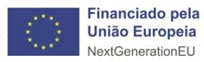 Financiado pela
União Europeia
NextGenerationEU